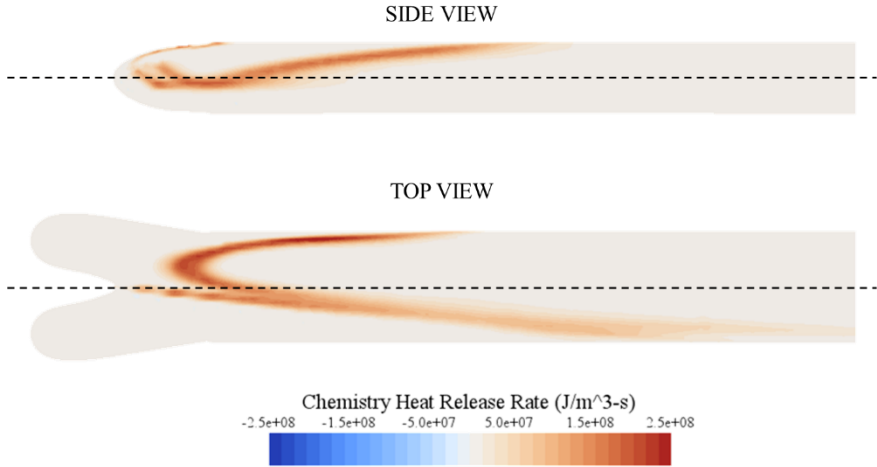 SIDE VIEW
TOP VIEW
Chemistry Heat Release Rate (J/m^3-s)
-2.5e+08 -1.5e+08 -5.0e+07 5.0e+07 1.5e+08 2.5e+08